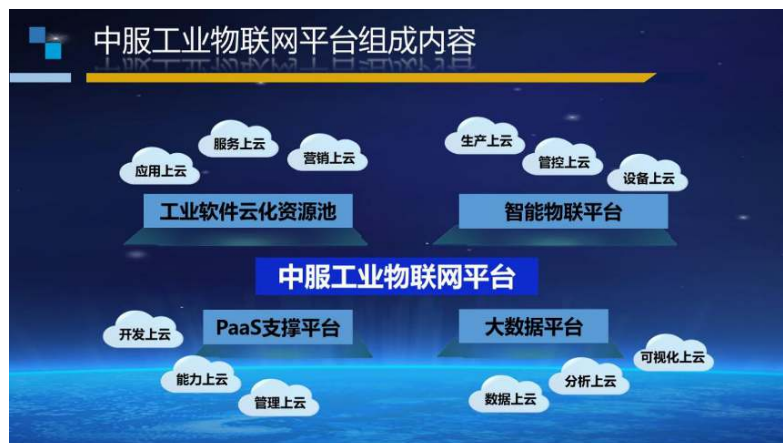 中服工业物联网平台组成内容
应用上云
服务上云
营销上云
工业软件云化资源池
生产上云
管控上云
设备上云
智能物联平台
中服工业物联网平台
开发上云
PaaS支撑平台
能力上云
管理上云
大数据平台
可视化上云
分析上云
数据上云